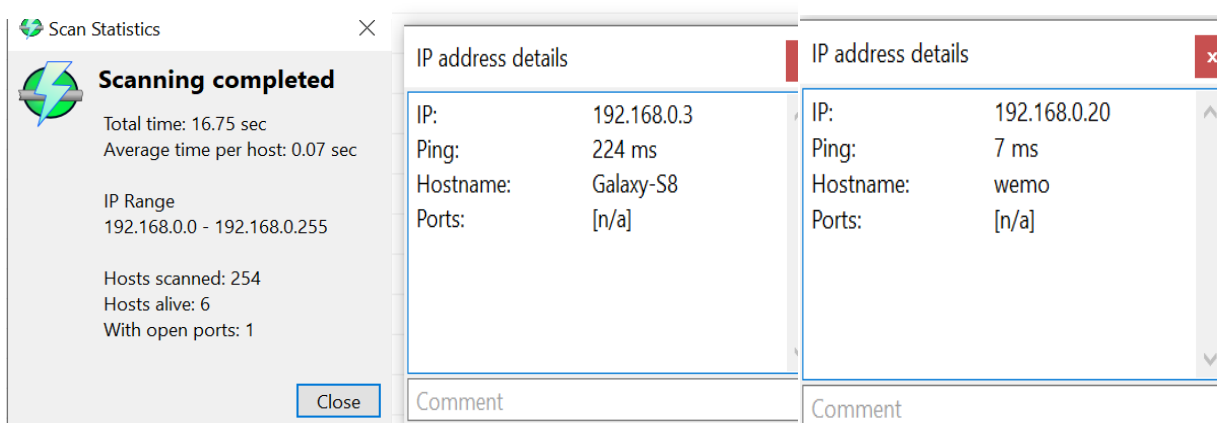 Scan Statistics
Scanning completed
Total time: 16.75 sec
Average time per host: 0.07 sec
IP Range
192.168.0.0 - 192.168.0.255
Hosts scanned: 254
Hosts alive: 6
With open ports: 1
Close
IP address details
IP: 192.168.0.3
Ping: 224 ms
Hostname: Galaxy-S8
Ports: [n/a]
Comment
IP address details
x
IP: 192.168.0.20
Ping: 7 ms
Hostname: wemo
Ports: [n/a]
Comment